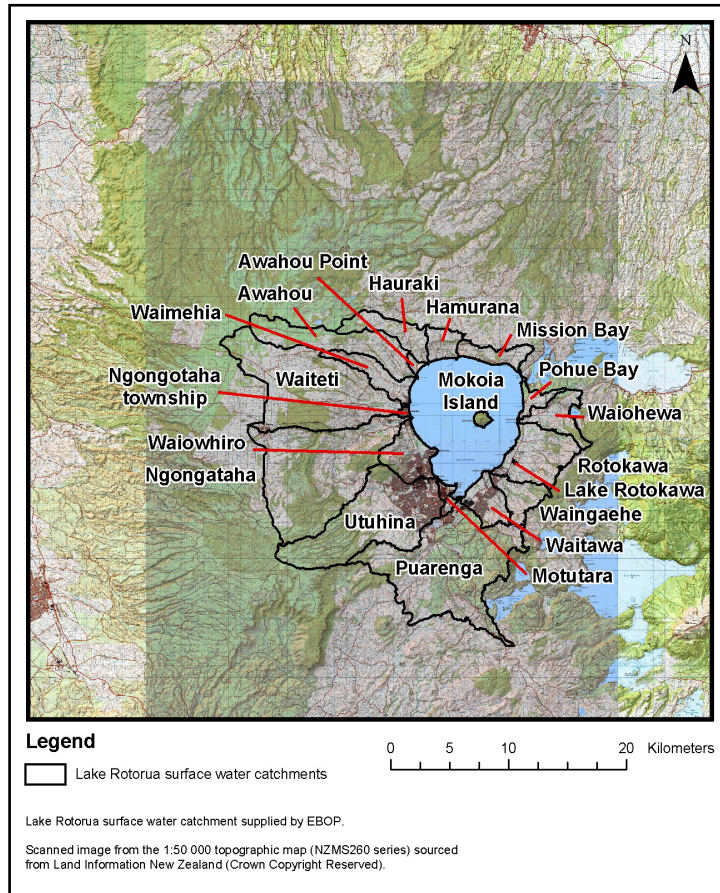 N
Awahou Point
Hauraki
Awahou
Hamurana
Waimehia
Mission Bay
Pohue Bay
Ngongotaha
township
Waiteti
Mokoia
Island
Waiohewa
Waiowhiro
Rotokawa
Ngongataha
Lake Rotokawa
Waingaehe
Utuhina
Waitawa
Puarenga
Motutara
Legend
Lake Rotorua surface water catchments
0 5 10 20 Kilometers
Lake Rotorua surface water catchment supplied by EBOP.
Scanned image from the 1:50 000 topographic map (NZMS260 series) sourced
from Land Information New Zealand (Crown Copyright Reserved).